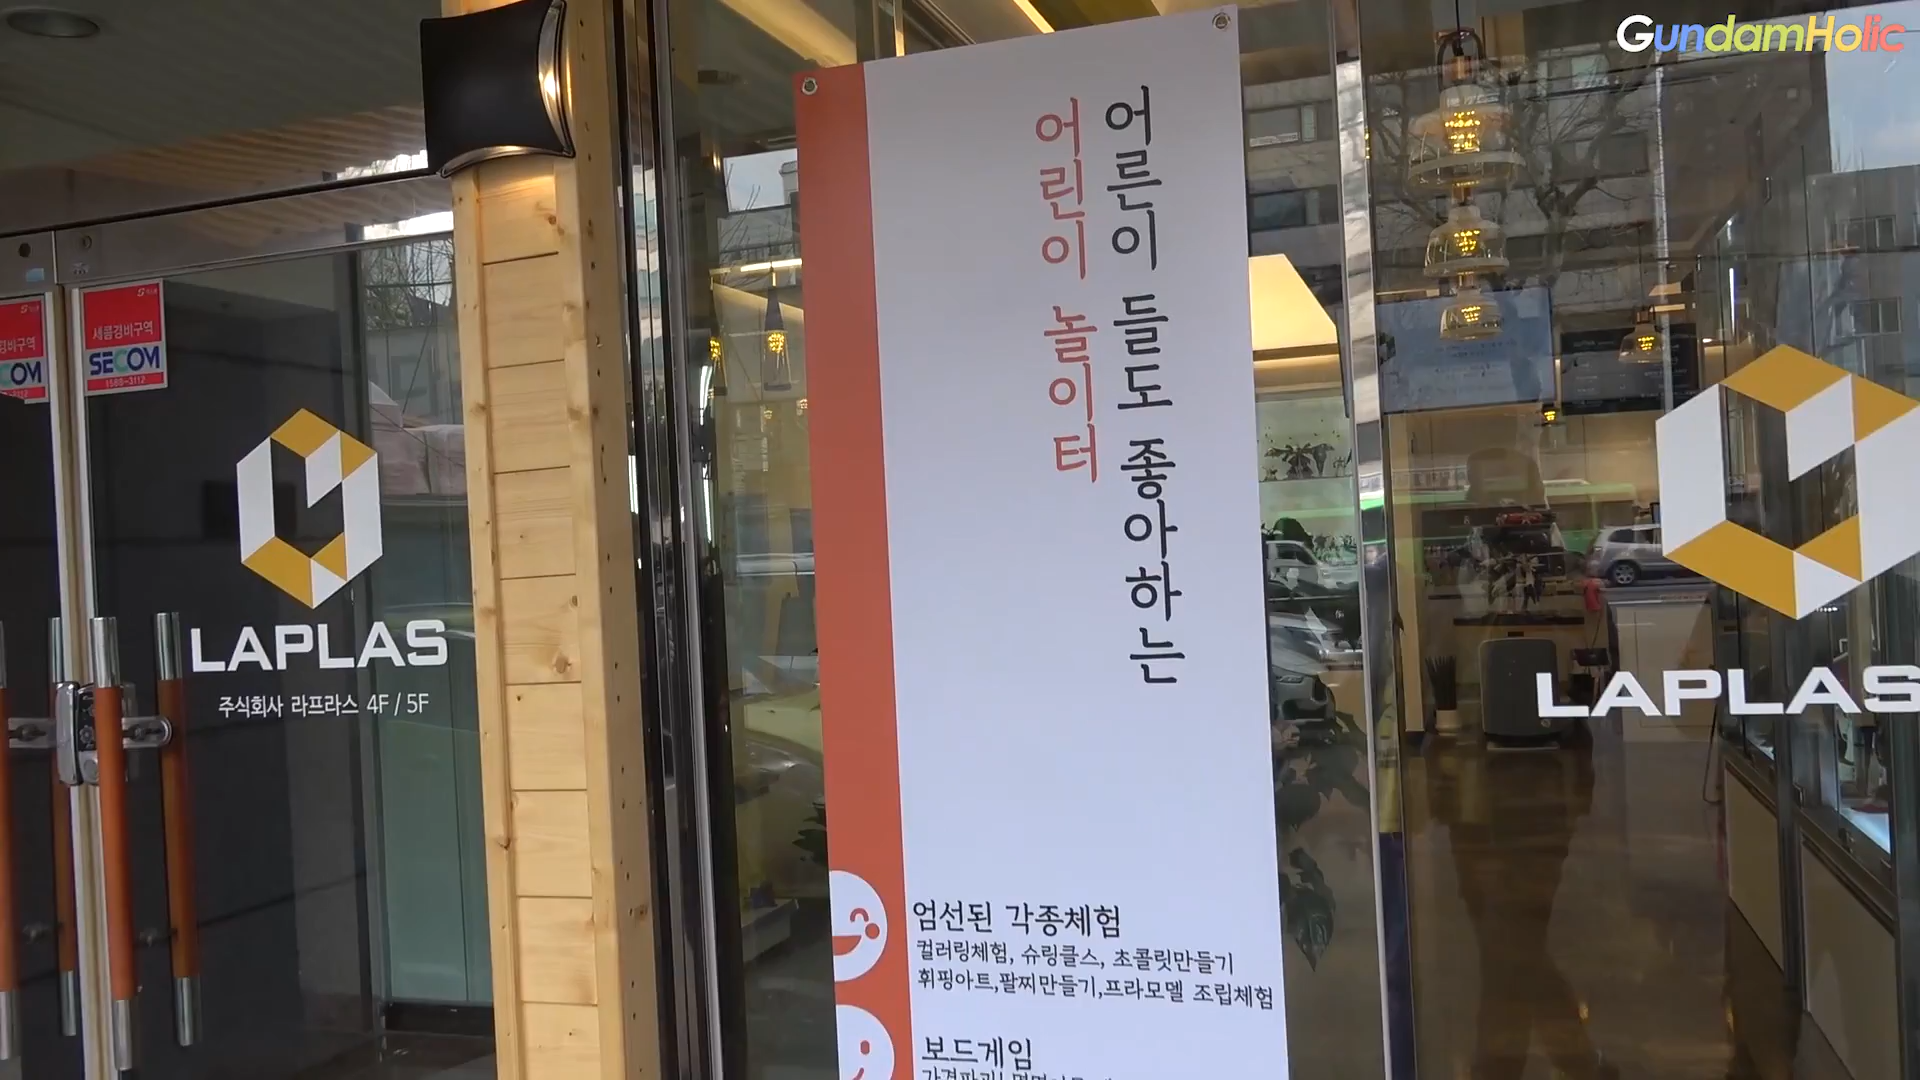 GundamHolic
어른이 들도 좋아하는
어린이 놀이터
세콤경비구역
SECOM
1588-3112
경비구역
COM
LAPLAS
주식회사 라프라스 4F / 5F
LAPLAS
엄선된 각종체험
컬러링체험, 슈링클스, 초콜릿만들기
휘핑아트,팔찌만들기,프라모델 조립체험
보드게임